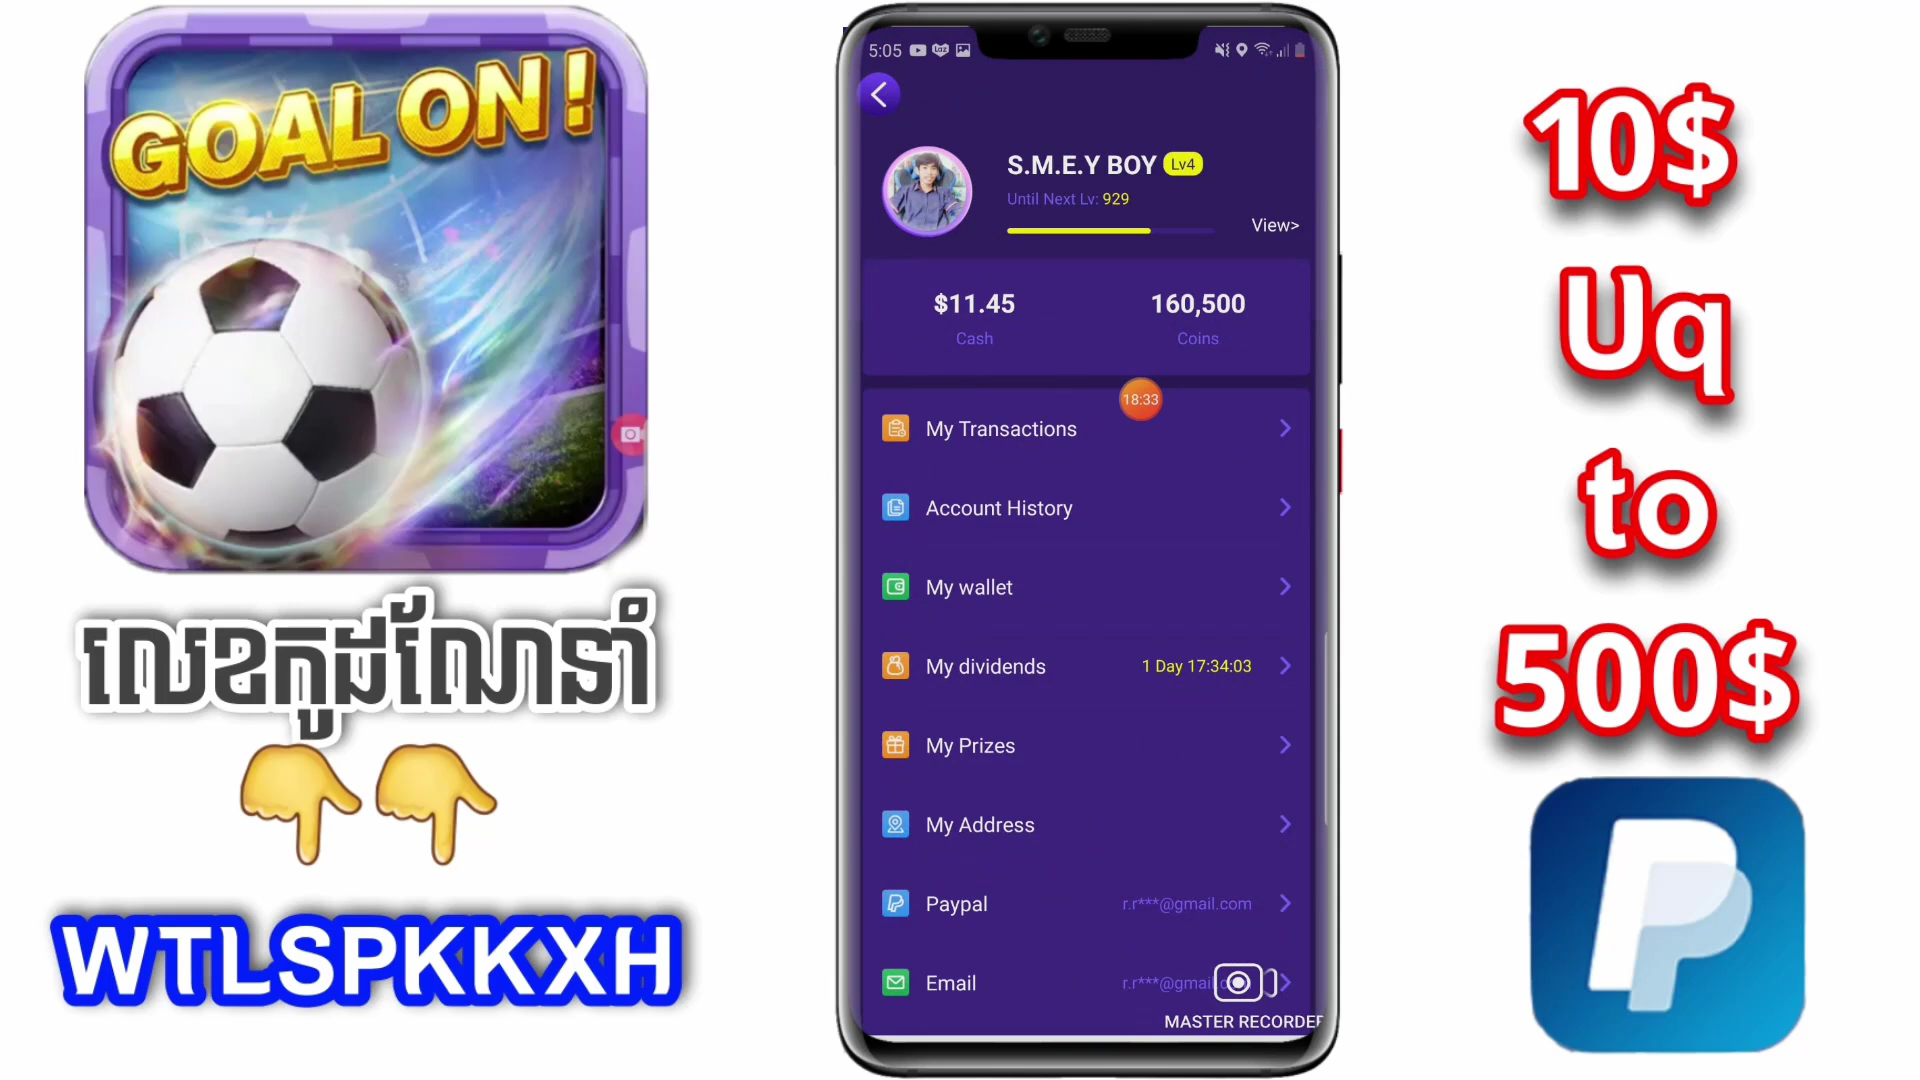 GOAL ON!
លេខកូដណែនាំ
WTLSPKKXH
5:05
S.M.E.Y BOY Lv4
Until Next Lv: 929
View>
$11.45
Cash
160,500
Coins
18:33
My Transactions
Account History
My wallet
My dividends 1 Day 17:34:03
My Prizes
My Address
Paypal r.r***@gmail.com
Email
MASTER RECORDER
10$
Uq
to
500$